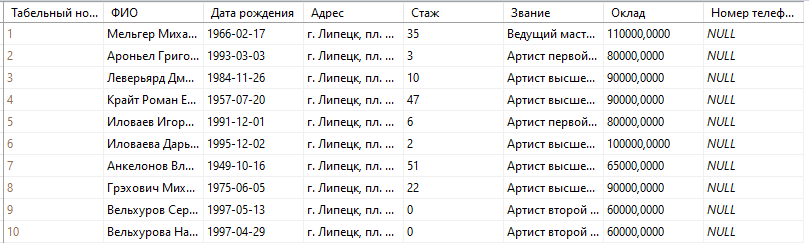 Табельный но... ФИО Дата рождения Адрес Стаж Звание Оклад Номер телеф...
1 Мельгер Миха... 1966-02-17 г. Липецк, пл. ... 35 Ведущий маст... 110000,0000 NULL
2 Ароньел Григо... 1993-03-03 г. Липецк, пл. ... 3 Артист первой... 80000,0000 NULL
3 Леверьярд Дм... 1984-11-26 г. Липецк, пл. ... 10 Артист высше... 90000,0000 NULL
4 Крайт Роман Е... 1957-07-20 г. Липецк, пл. ... 47 Артист высше... 90000,0000 NULL
5 Иловаев Игор... 1991-12-01 г. Липецк, пл. ... 6 Артист первой... 80000,0000 NULL
6 Иловаева Дарь... 1995-12-02 г. Липецк, пл. ... 2 Артист высше... 100000,0000 NULL
7 Анкелонов Вл... 1949-10-16 г. Липецк, пл. ... 51 Артист высше... 65000,0000 NULL
8 Грэхович Мих... 1975-06-05 г. Липецк, пл. ... 22 Артист высше... 90000,0000 NULL
9 Вельхуров Сер... 1997-05-13 г. Липецк, пл. ... 0 Артист второй ... 60000,0000 NULL
10 Вельхурова На... 1997-04-29 г. Липецк, пл. ... 0 Артист второй ... 60000,0000 NULL